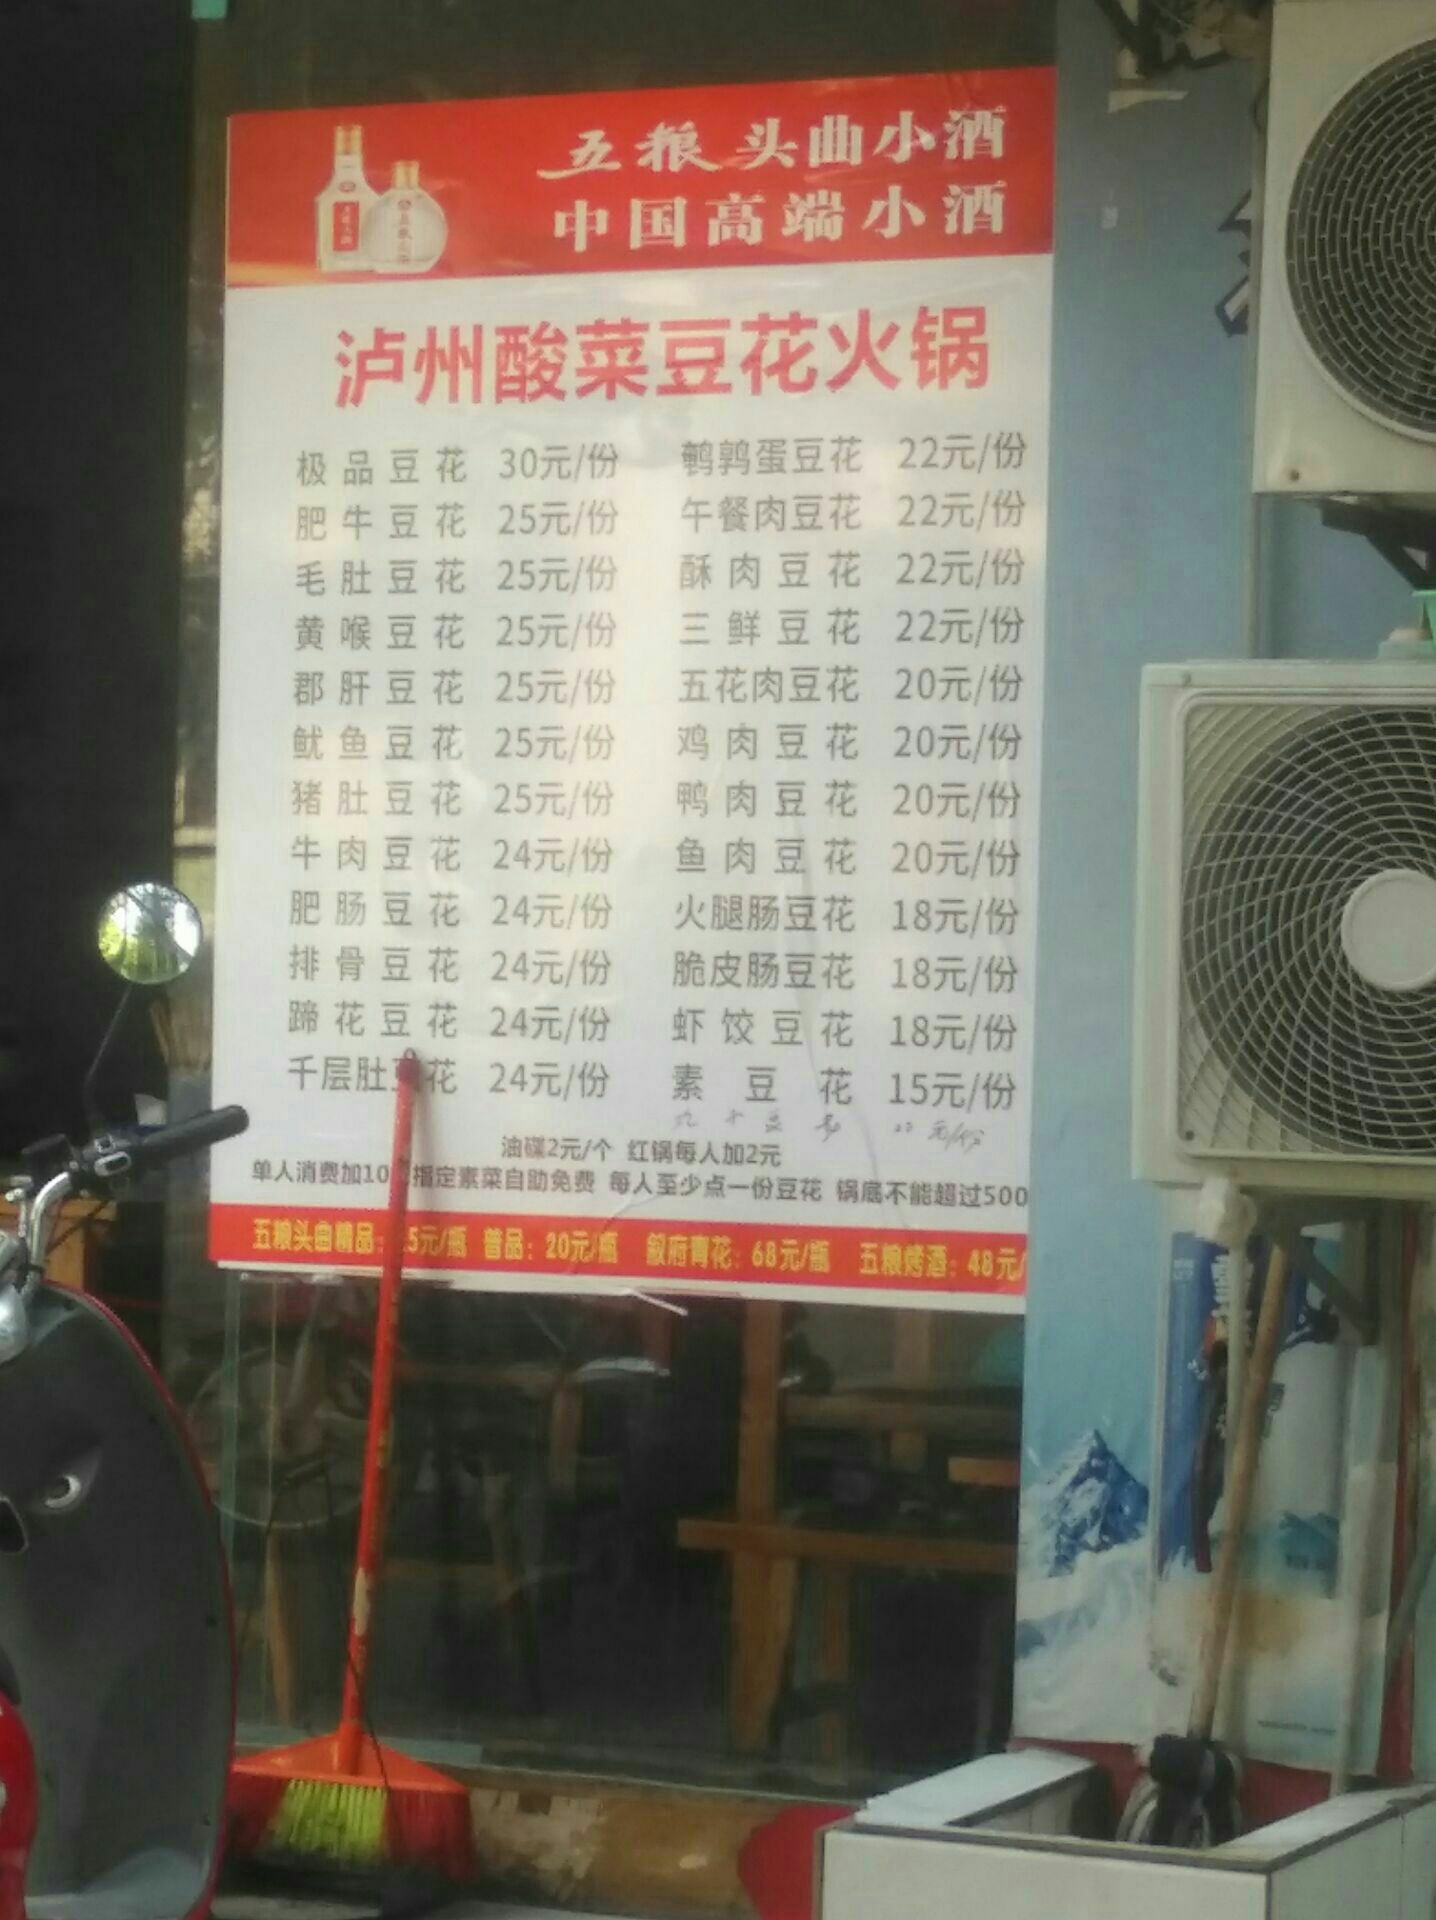 五粮头曲小酒
中国高端小酒
泸州酸菜豆花火锅
极品豆花 30元/份 鹌鹑蛋豆花 22元/份
肥牛豆花 25元/份 午餐肉豆花 22元/份
毛肚豆花 25元/份 酥肉豆花 22元/份
黄喉豆花 25元/份 三鲜豆花 22元/份
郡肝豆花 25元/份 五花肉豆花 20元/份
鱿鱼豆花 25元/份 鸡肉豆花 20元/份
猪肚豆花 25元/份 鸭肉豆花 20元/份
牛肉豆花 24元/份 鱼肉豆花 20元/份
肥肠豆花 24元/份 火腿肠豆花 18元/份
排骨豆花 24元/份 脆皮肠豆花 18元/份
蹄花豆花 24元/份 虾饺豆花 18元/份
千层肚豆花 24元/份 素豆花 15元/份
元/份
油碟2元/个 红锅每人加2元
单人消费加10 指定素菜自助免费 每人至少点一份豆花 锅底不能超过500
五粮头曲精品: 5元/瓶 普品: 20元/瓶 叙府青花: 68元/瓶 五粮烤酒: 48元/